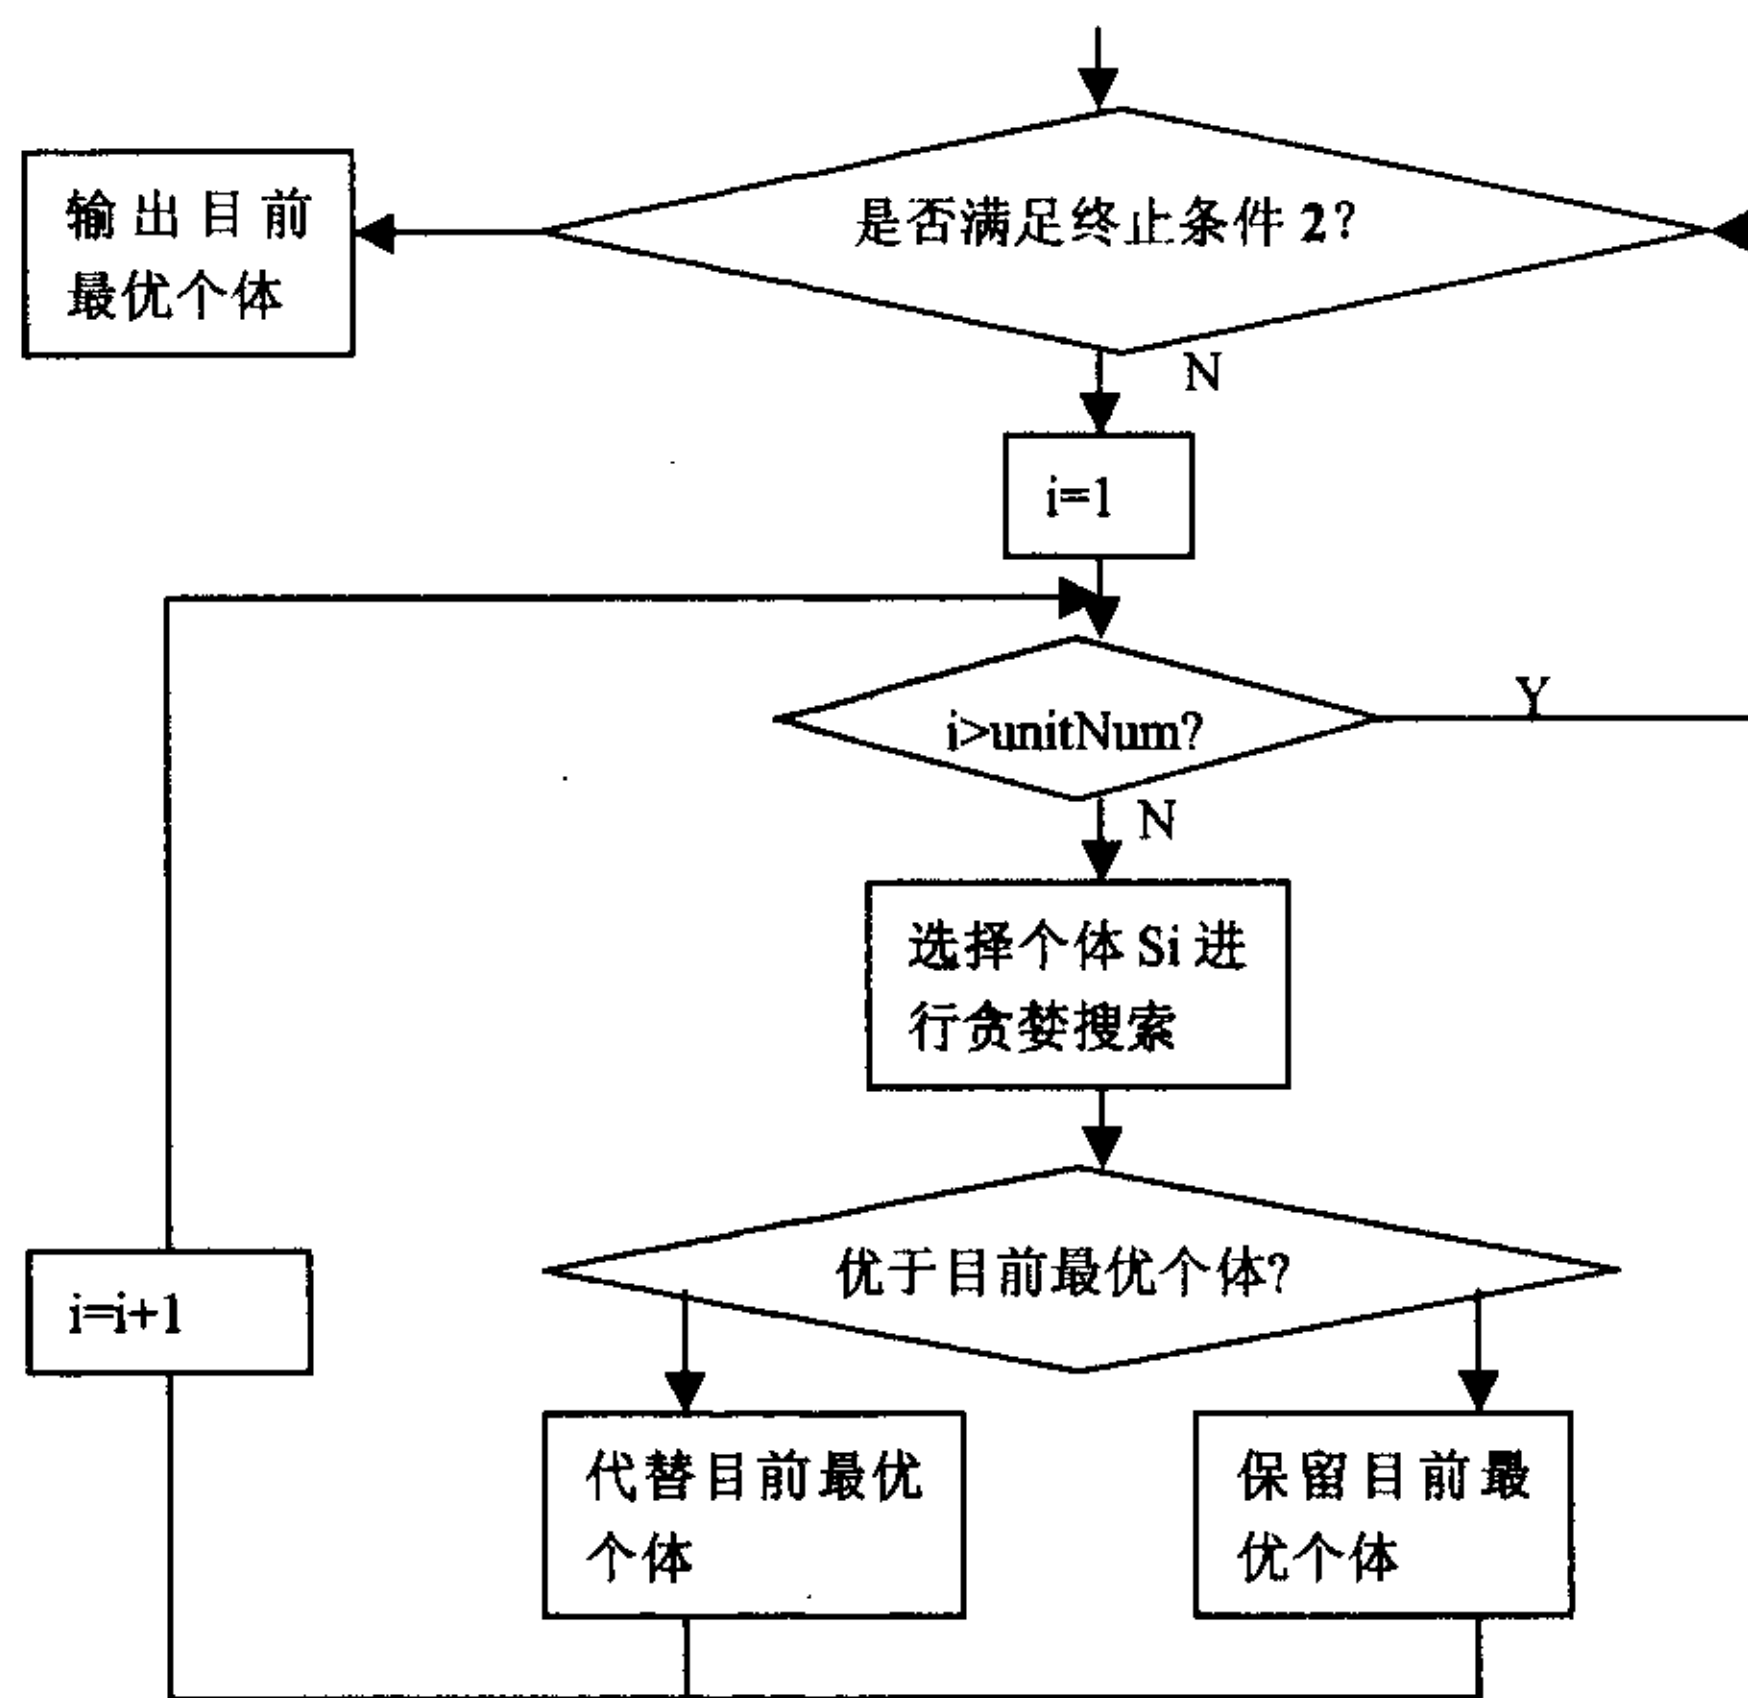 是否满足终止条件 2?
输出目前
最优个体
N
i=1
Y
i>unitNum?
N
选择个体 Si 进
行贪婪搜索
优于目前最优个体?
i=i+1
代替目前最优
个体
保留目前最
优个体